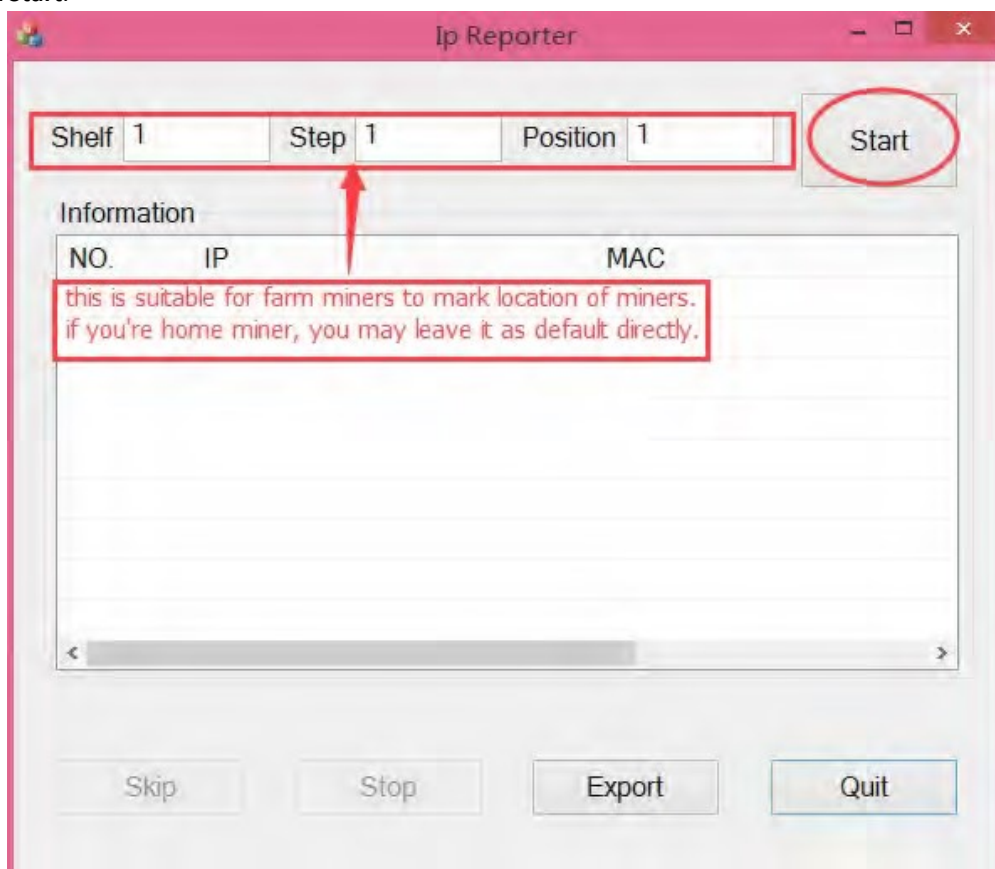 Ip Reporter
Shelf 1 Step 1 Position 1 Start
Information
NO. IP MAC
this is suitable for farm miners to mark location of miners.
if you're home miner, you may leave it as default directly.
Skip Stop Export Quit